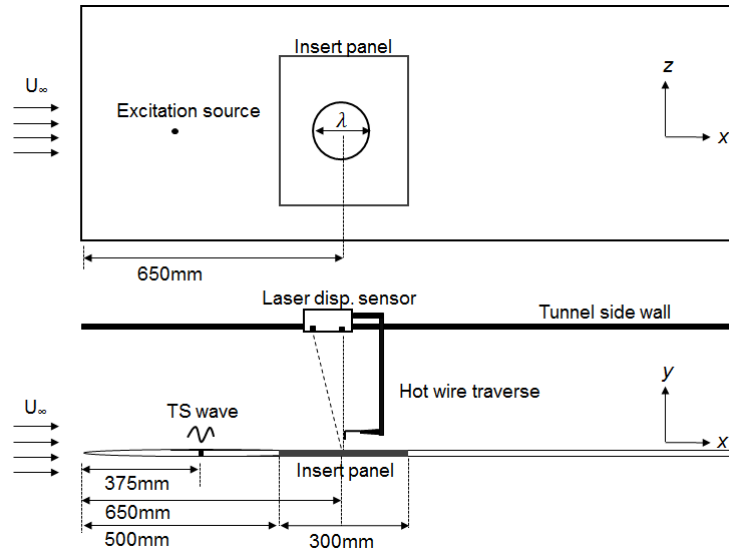 Insert panel
U∞
Excitation source
λ
z
x
650mm
Laser disp. sensor
Tunnel side wall
Hot wire traverse
y
U∞
TS wave
x
Insert panel
375mm
650mm
500mm
300mm